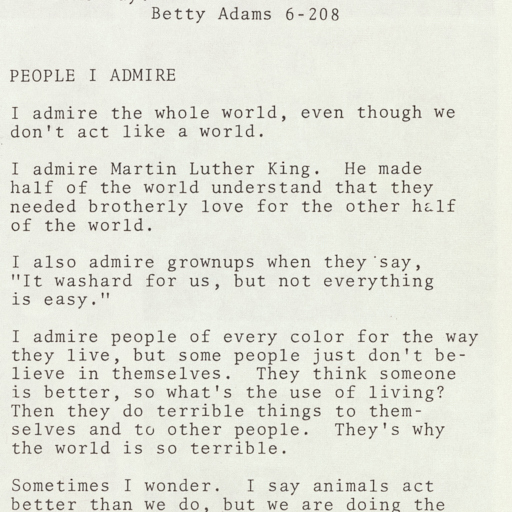 Betty Adams 6-208
PEOPLE I ADMIRE
I admire the whole world, even though we
don't act like a world.
I admire Martin Luther King. He made
half of the world understand that they
needed brotherly love for the other half
of the world.
I also admire grownups when they say,
"It washard for us, but not everything
is easy."
I admire people of every color for the way
they live, but some people just don't be-
lieve in themselves. They think someone
is better, so what's the use of living?
Then they do terrible things to them-
selves and to other people. They's why
the world is so terrible.
Sometimes I wonder. I say animals act
better than we do, but we are doing the